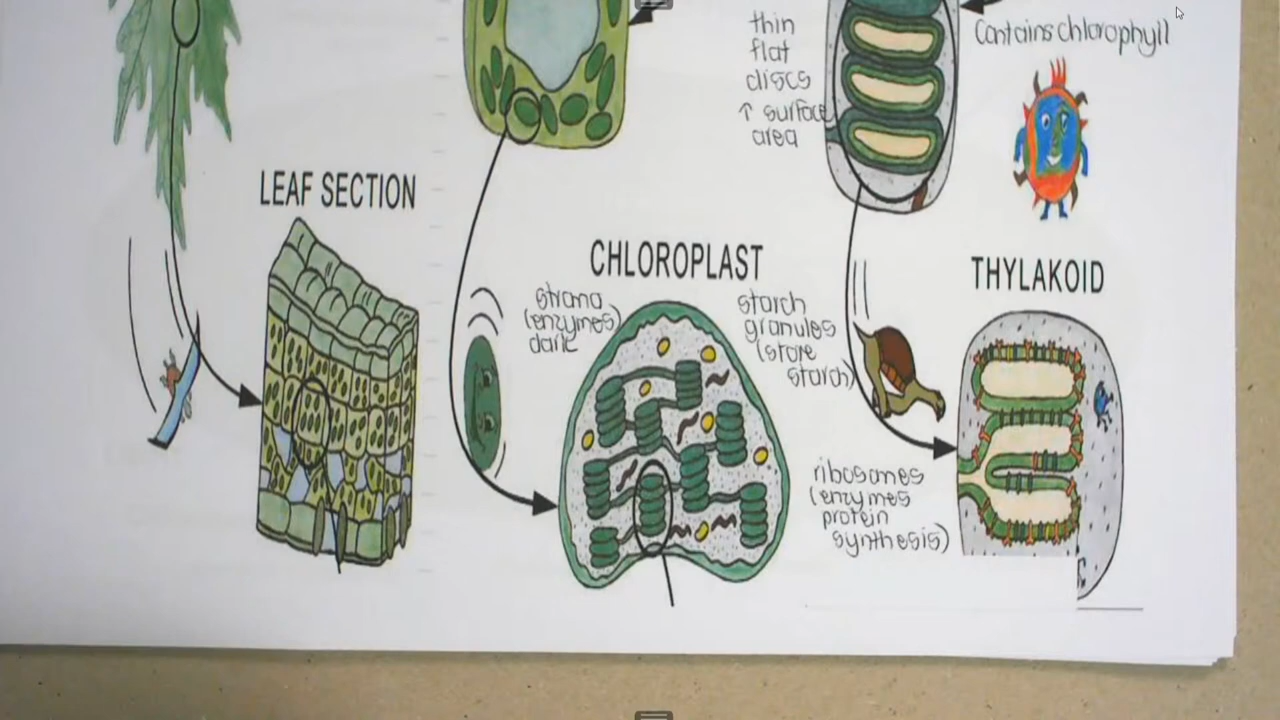 thin
flat
discs
↑ surface
area
Contains chlorophyll
LEAF SECTION
CHLOROPLAST
stroma
(enzymes)
dark
starch
granules
(store
starch)
THYLAKOID
ribosomes
(enzymes
protein
synthesis)